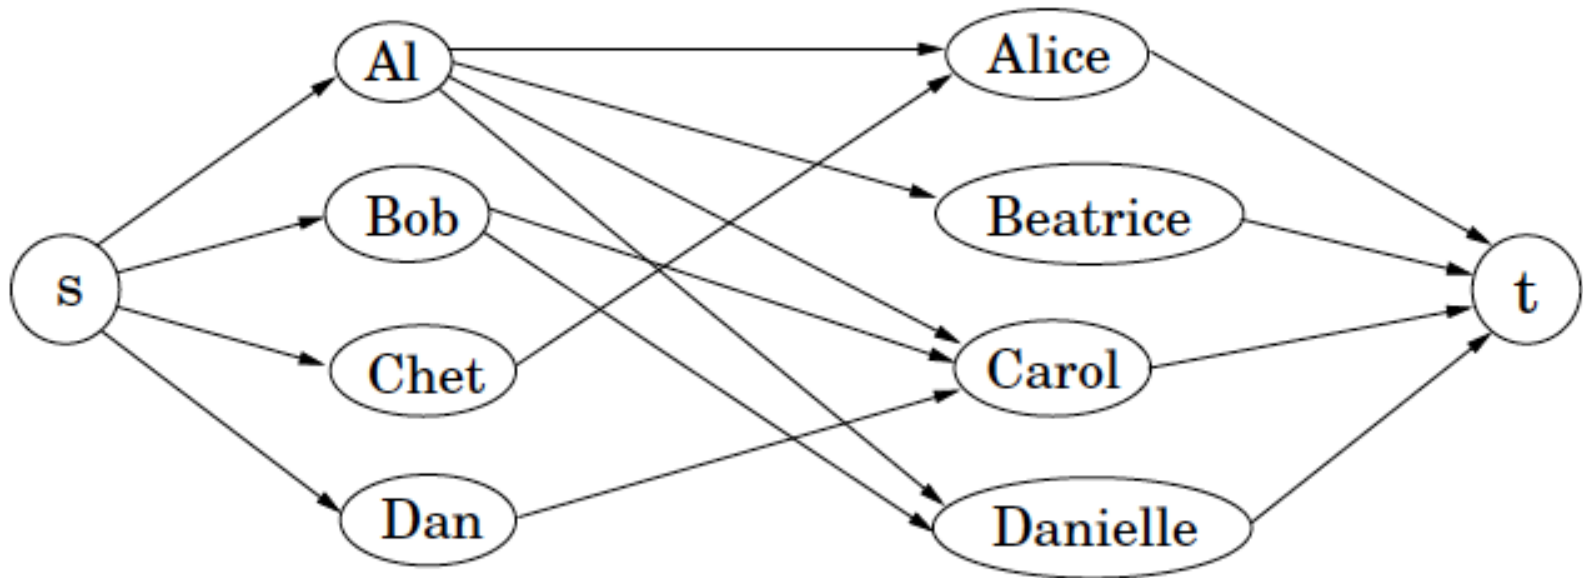 Al
Alice
Bob
Beatrice
s
t
Chet
Carol
Dan
Danielle